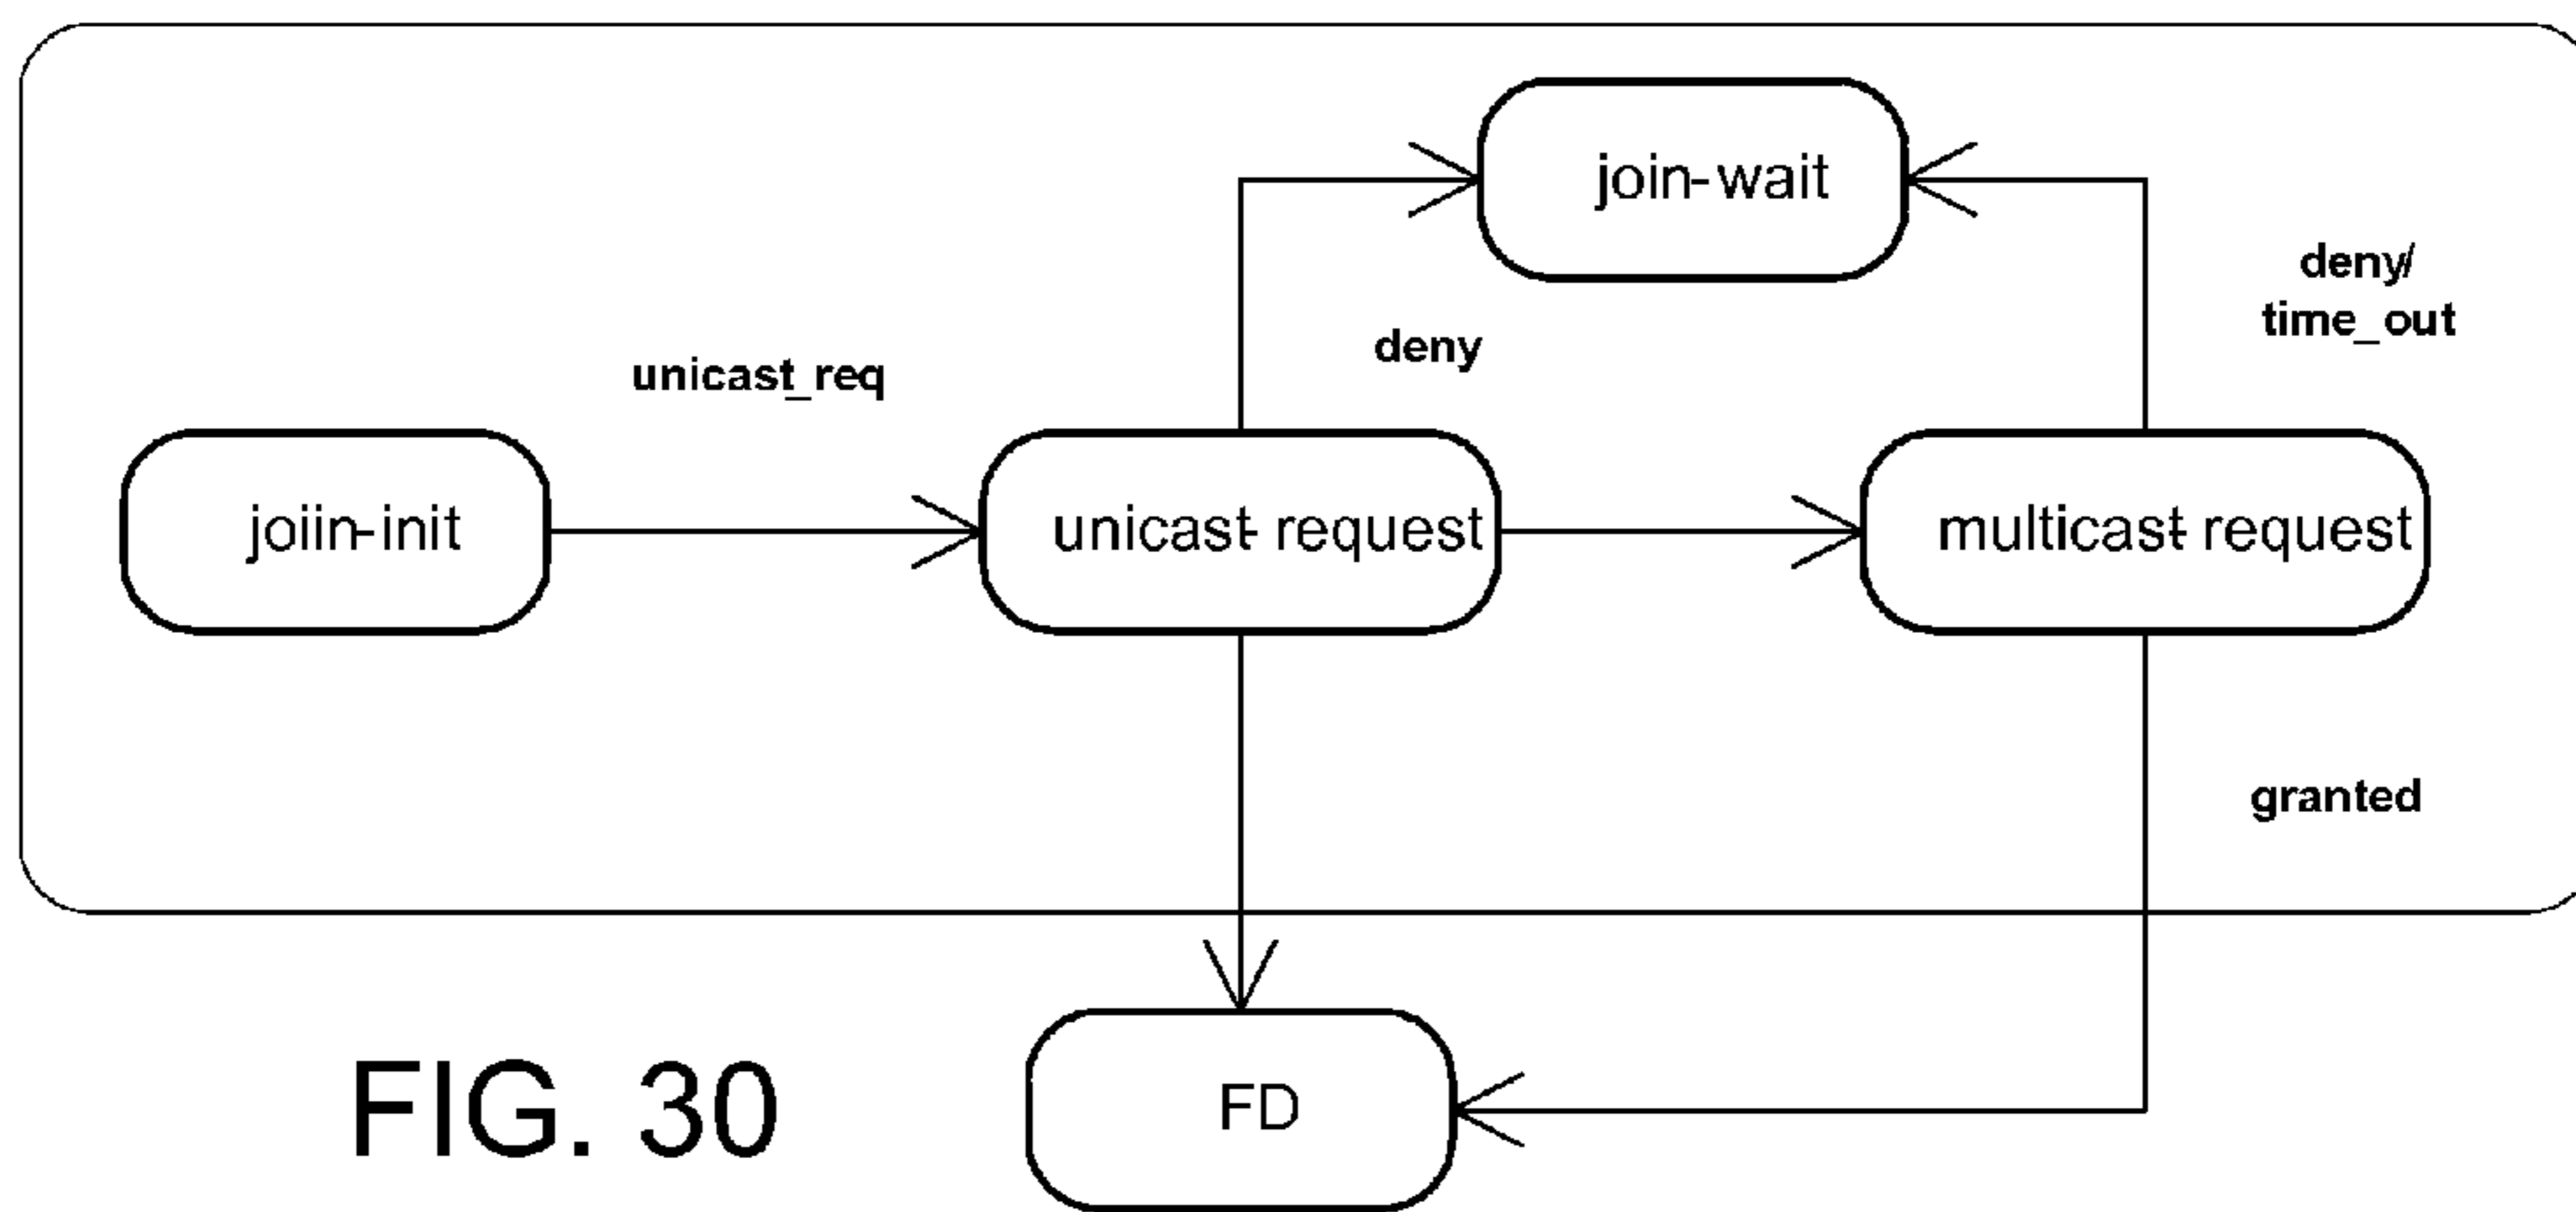 join-wait
deny/
time_out
deny
unicast_req
joiin-init
unicast- request
multicast- request
granted
FD
FIG. 30